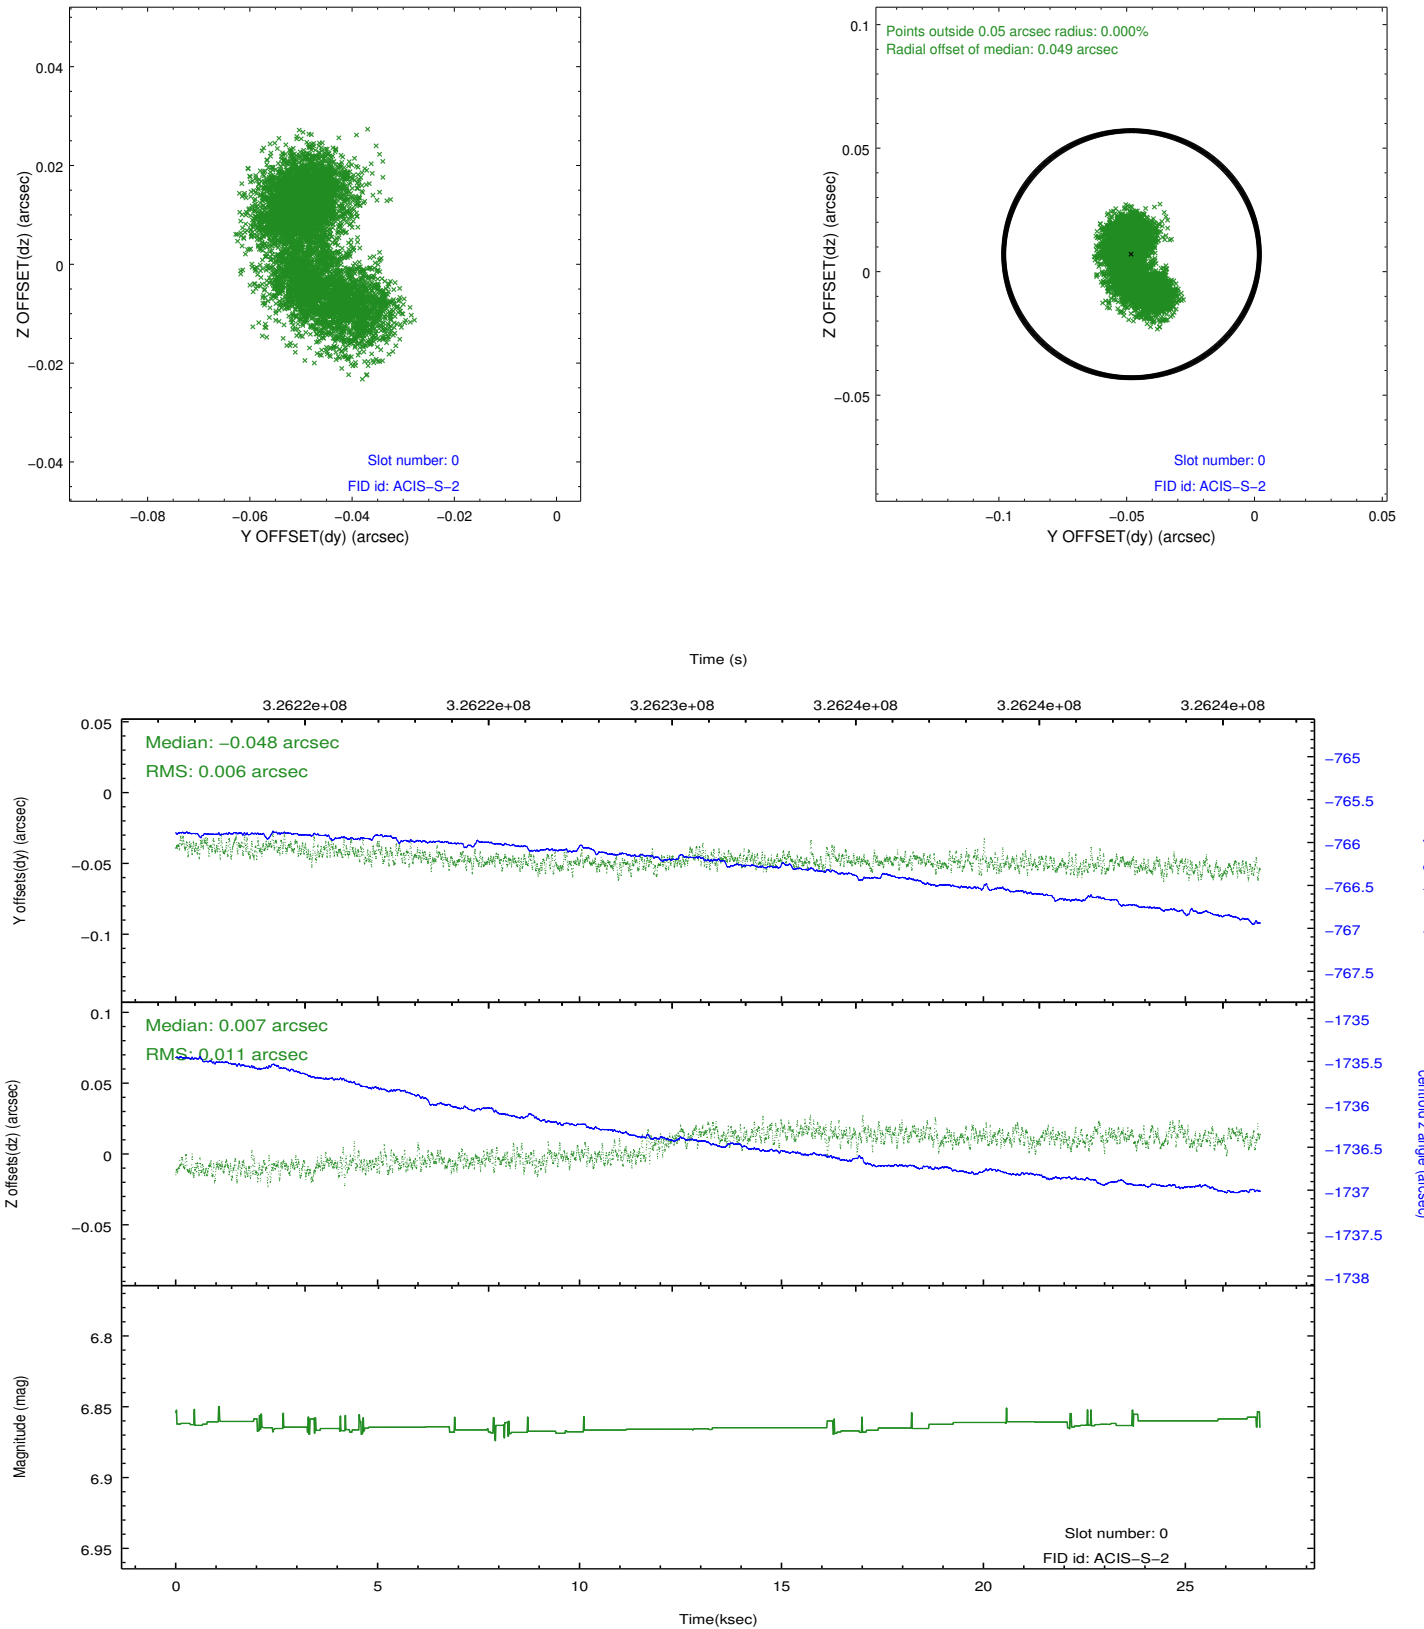 0.04
0.02
0
−0.02
−0.04
Z OFFSET(dz) (arcsec)
Slot number: 0
FID id: ACIS−S−2
−0.08
−0.06
−0.04
−0.02
0
Y OFFSET(dy) (arcsec)
Points outside 0.05 arcsec radius: 0.000%
Radial offset of median: 0.049 arcsec
0.1
0.05
0
−0.05
Z OFFSET(dz) (arcsec)
Slot number: 0
FID id: ACIS−S−2
−0.1
−0.05
0
0.05
Y OFFSET(dy) (arcsec)
Time (s)
3.2622e+08
3.2622e+08
3.2623e+08
3.2624e+08
3.2624e+08
3.2624e+08
Median: −0.048 arcsec
RMS: 0.006 arcsec
0.05
0
−0.05
−0.1
Y offsets(dy) (arcsec)
−765
−765.5
−766
−766.5
−767
−767.5
Median: 0.007 arcsec
RMS: 0.011 arcsec
0.1
0.05
0
−0.05
Z offsets(dz) (arcsec)
−1735
−1735.5
−1736
−1736.5
−1737
−1737.5
−1738
centroid z angle (arcsec)
6.8
6.85
6.9
6.95
Magnitude (mag)
Slot number: 0
FID id: ACIS−S−2
0
5
10
15
20
25
Time(ksec)